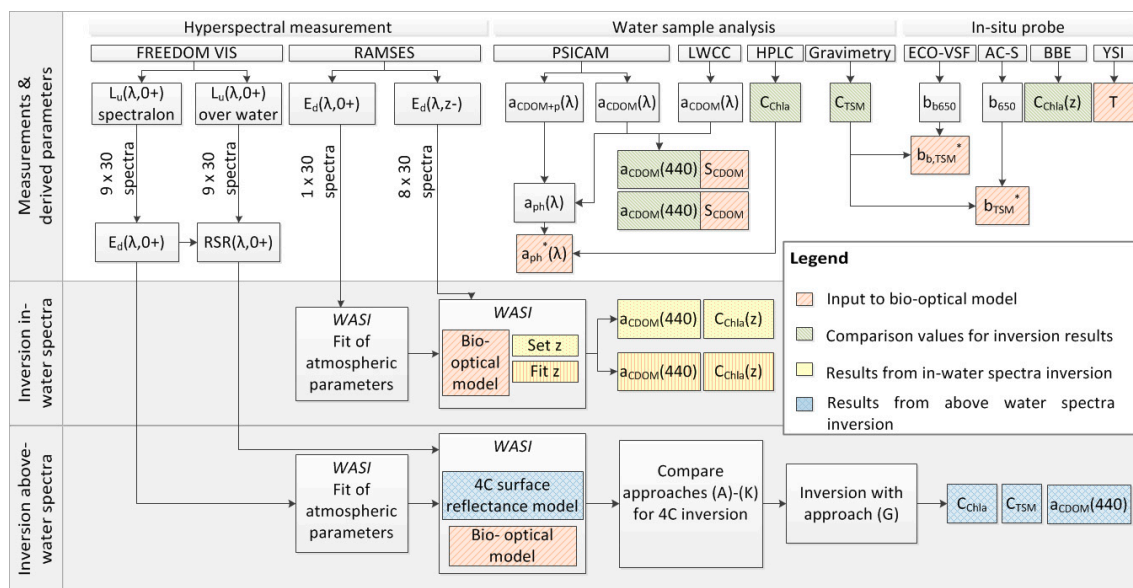 Hyperspectral measurement
Water sample analysis
In-situ probe
FREEDOM VIS
RAMSES
PSICAM
LWCC
HPLC
Gravimetry
ECO-VSF
AC-S
BBE
YSI
Measurements &
derived parameters
Lu(λ,0+)
spectralon
Lu(λ,0+)
over water
Ed(λ,0+)
Ed(λ,z-)
aCDOM+p(λ)
aCDOM(λ)
aCDOM(λ)
CChla
CTSM
bb650
b650
CChla(z)
T
9 x 30
spectra
9 x 30
spectra
1 x 30
spectra
8 x 30
spectra
bb,TSM*
aCDOM(440)
SCDOM
bTSM*
aph(λ)
aCDOM(440)
SCDOM
Ed(λ,0+)
RSR(λ,0+)
aph*(λ)
Legend
Input to bio-optical model
Comparison values for inversion results
Results from in-water spectra inversion
Results from above water spectra
inversion
Inversion in-
water spectra
WASI
Fit of
atmospheric
parameters
WASI
Bio-
optical
model
Set z
Fit z
aCDOM(440)
CChla(z)
aCDOM(440)
CChla(z)
Inversion above-
water spectra
WASI
Fit of
atmospheric
parameters
WASI
4C surface
reflectance model
Bio- optical
model
Compare
approaches (A)-(K)
for 4C inversion
Inversion with
approach (G)
CChla
CTSM
aCDOM(440)